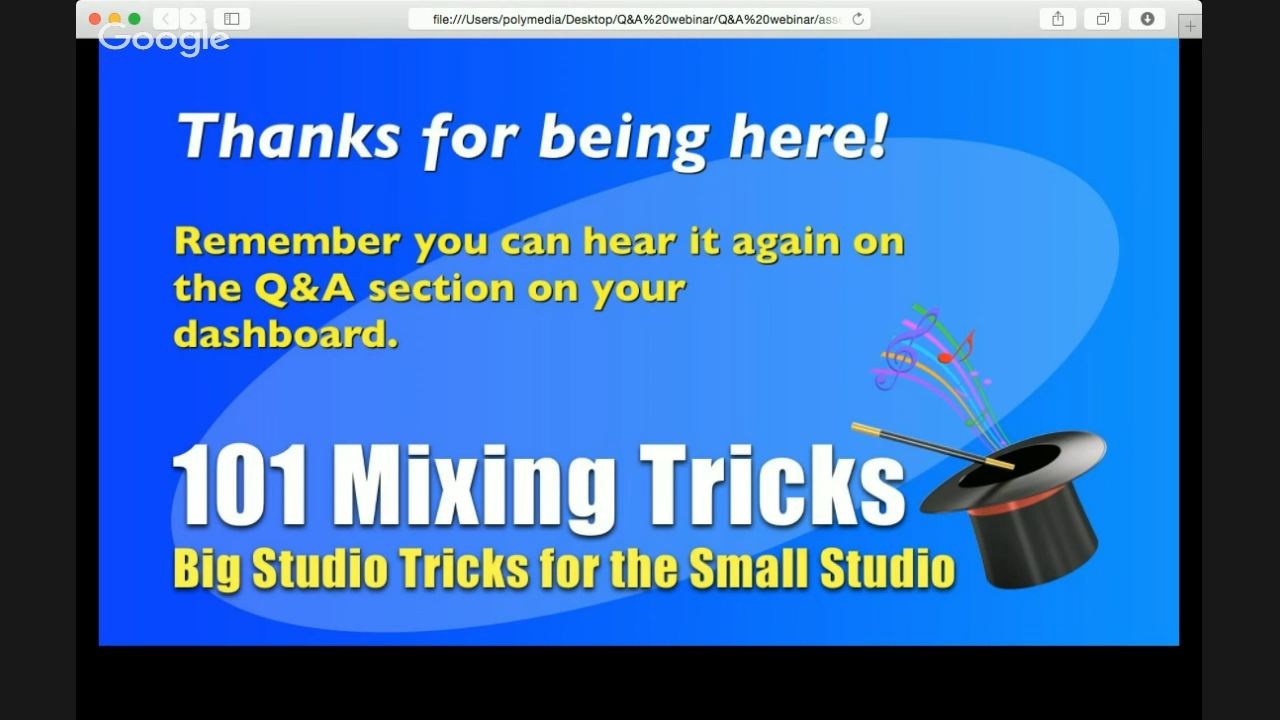 file:///Users/polymedia/Desktop/Q&A%20webinar/Q&A%20webinar/asse
Google
Thanks for being here!
Remember you can hear it again on
the Q&A section on your
dashboard.
101 Mixing Tricks
Big Studio Tricks for the Small Studio